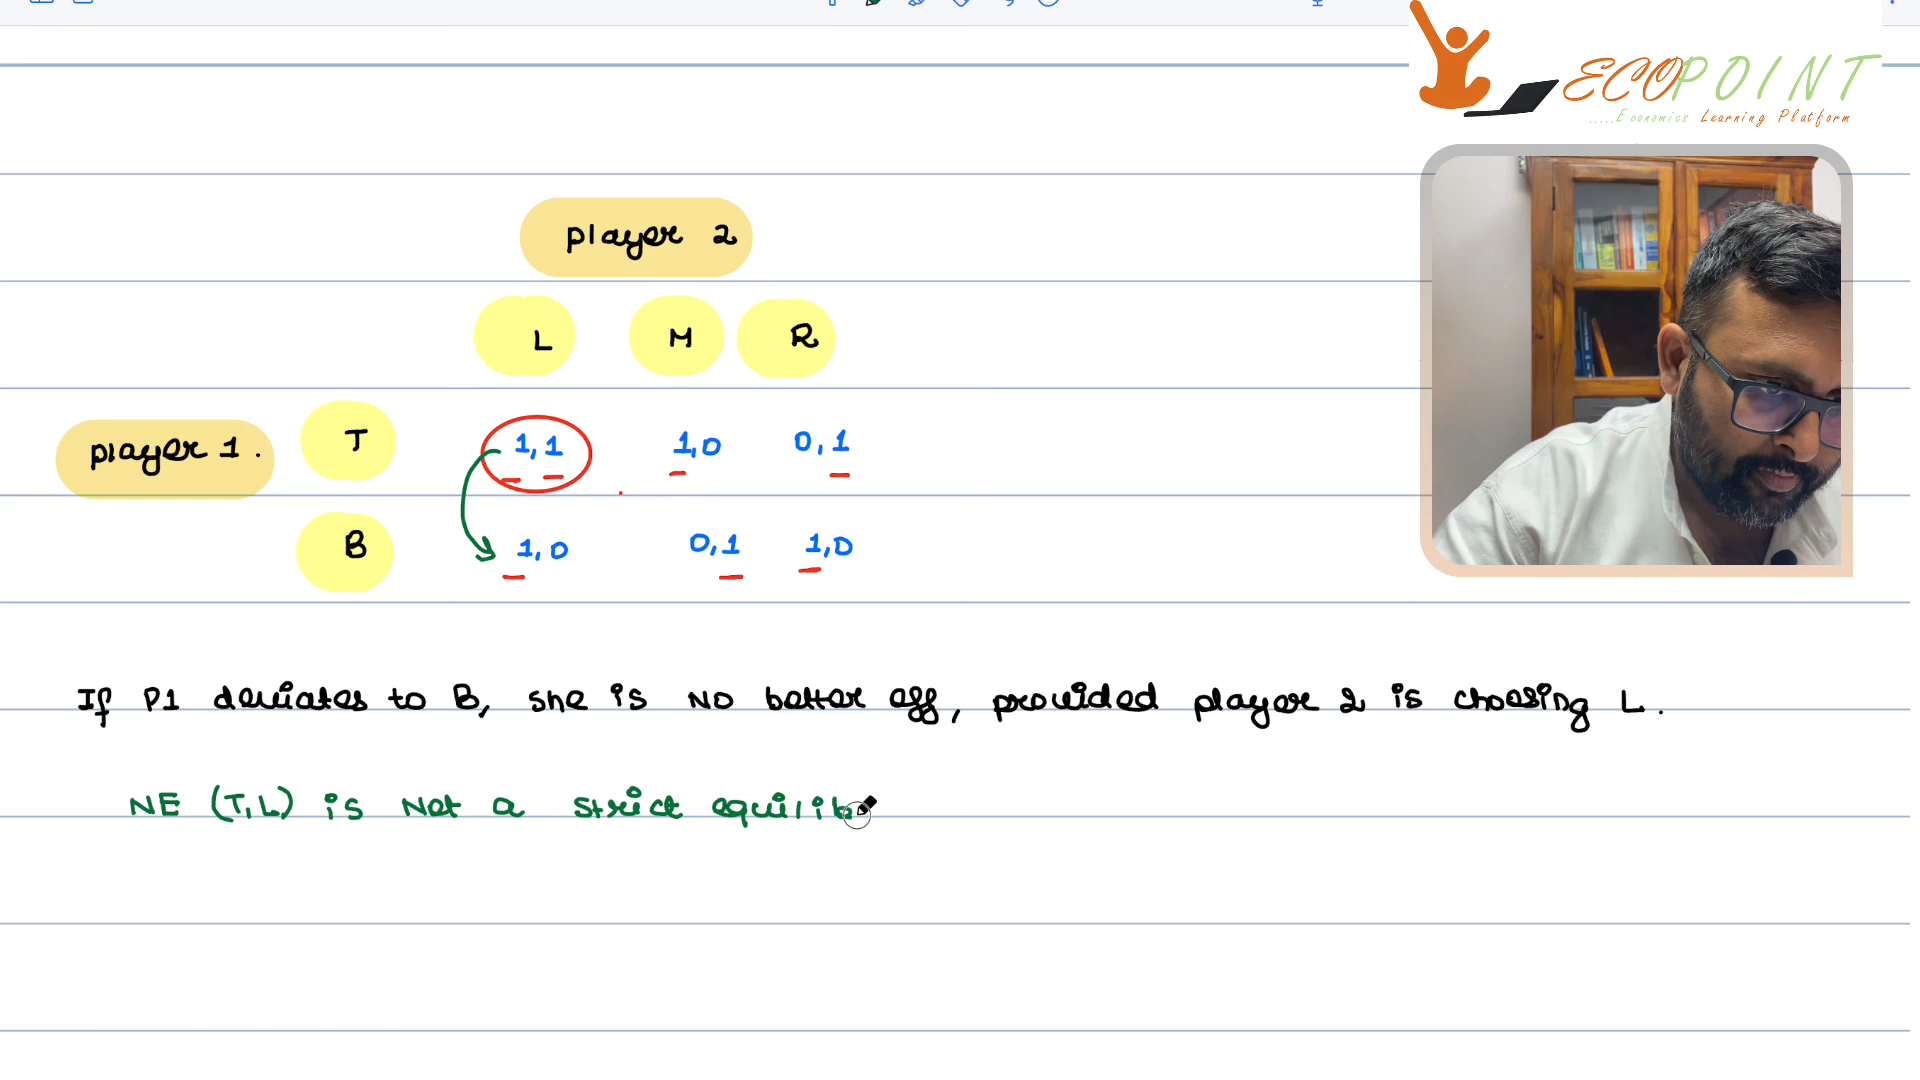 ECOPOINT
.....Economics Learning Platform
player 2
L M R
player 1. T 1,1 1,0 0,1
B 1,0 0,1 1,0
If P1 deviates to B, she is no better off, provided player 2 is choosing L.
NE (T,L) is Not a strict equilib